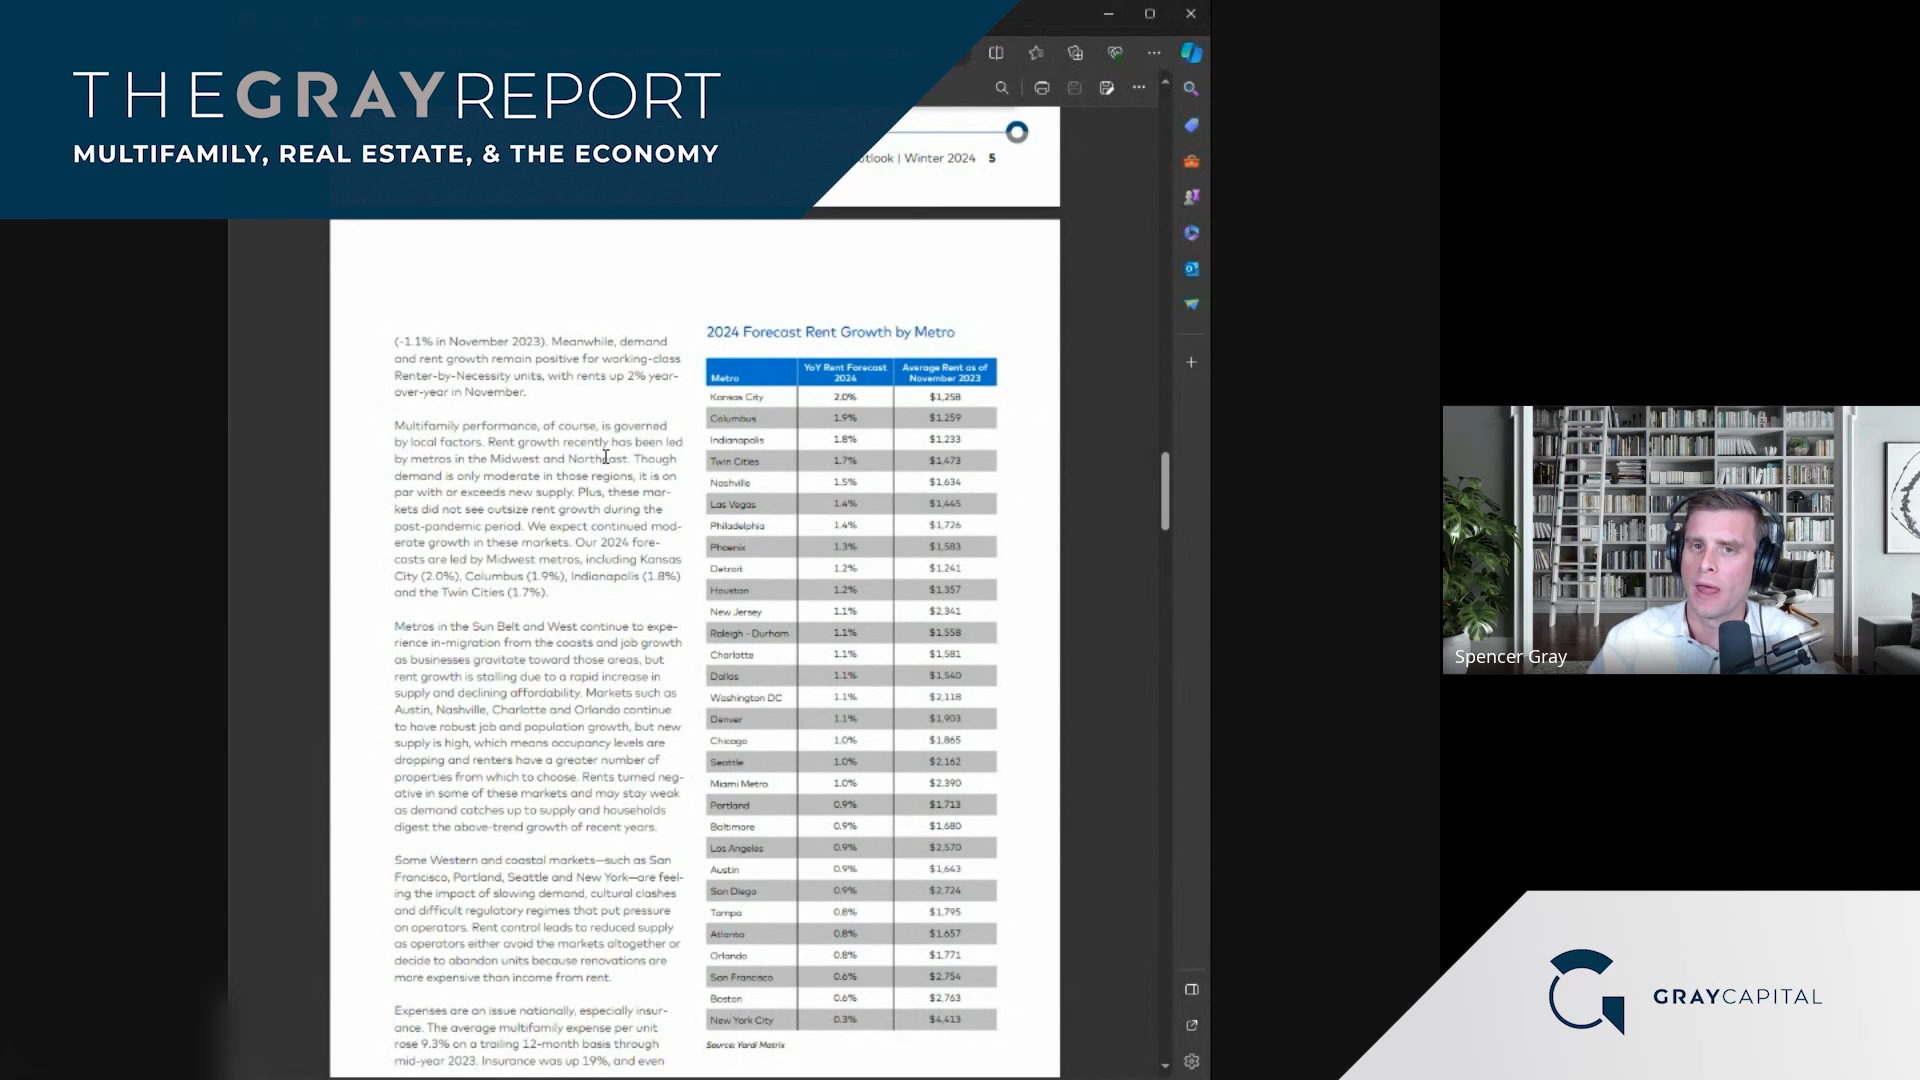 THEGRAYREPORT
MULTIFAMILY, REAL ESTATE, & THE ECONOMY
utlook | Winter 2024 5
(-1.1% in November 2023). Meanwhile, demand
and rent growth remain positive for working-class
Renter-by-Necessity units, with rents up 2% year-
over-year in November.
Multifamily performance, of course, is governed
by local factors. Rent growth recently has been led
by metros in the Midwest and Northeast. Though
demand is only moderate in those regions, it is on
par with or exceeds new supply. Plus, these mar-
kets did not see outsize rent growth during the
post-pandemic period. We expect continued mod-
erate growth in these markets. Our 2024 fore-
casts are led by Midwest metros, including Kansas
City (2.0%), Columbus (1.9%), Indianapolis (1.8%)
and the Twin Cities (1.7%).
Metros in the Sun Belt and West continue to expe-
rience in-migration from the coasts and job growth
as businesses gravitate toward those areas, but
rent growth is stalling due to a rapid increase in
supply and declining affordability. Markets such as
Austin, Nashville, Charlotte and Orlando continue
to have robust job and population growth, but new
supply is high, which means occupancy levels are
dropping and renters have a greater number of
properties from which to choose. Rents turned neg-
ative in some of these markets and may stay weak
as demand catches up to supply and households
digest the above-trend growth of recent years.
Some Western and coastal markets—such as San
Francisco, Portland, Seattle and New York—are feel-
ing the impact of slowing demand, cultural clashes
and difficult regulatory regimes that put pressure
on operators. Rent control leads to reduced supply
as operators either avoid the markets altogether or
decide to abandon units because renovations are
more expensive than income from rent.
Expenses are an issue nationally, especially insur-
ance. The average multifamily expense per unit
rose 9.3% on a trailing 12-month basis through
mid-year 2023. Insurance was up 19%, and even
2024 Forecast Rent Growth by Metro
Metro YoY Rent Forecast 2024 Average Rent as of November 2023
Kansas City 2.0% $1,258
Columbus 1.9% $1,259
Indianapolis 1.8% $1,233
Twin Cities 1.7% $1,473
Nashville 1.5% $1,634
Las Vegas 1.4% $1,445
Philadelphia 1.4% $1,726
Phoenix 1.3% $1,583
Detroit 1.2% $1,241
Houston 1.2% $1,357
New Jersey 1.1% $2,341
Raleigh - Durham 1.1% $1,558
Charlotte 1.1% $1,581
Dallas 1.1% $1,540
Washington DC 1.1% $2,118
Denver 1.1% $1,903
Chicago 1.0% $1,865
Seattle 1.0% $2,162
Miami Metro 1.0% $2,390
Portland 0.9% $1,713
Baltimore 0.9% $1,680
Los Angeles 0.9% $2,570
Austin 0.9% $1,643
San Diego 0.9% $2,724
Tampa 0.8% $1,795
Atlanta 0.8% $1,657
Orlando 0.8% $1,771
San Francisco 0.6% $2,754
Boston 0.6% $2,763
New York City 0.3% $4,413
Source: Yardi Matrix
Spencer Gray
GRAYCAPITAL